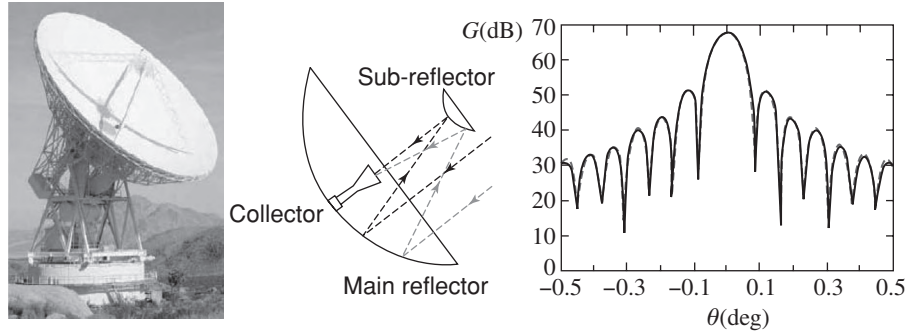 Sub-reflector
Collector
Main reflector
G(dB)
70
60
50
40
30
20
10
0
−0.5 −0.3 −0.1 0.1 0.3 0.5
θ(deg)